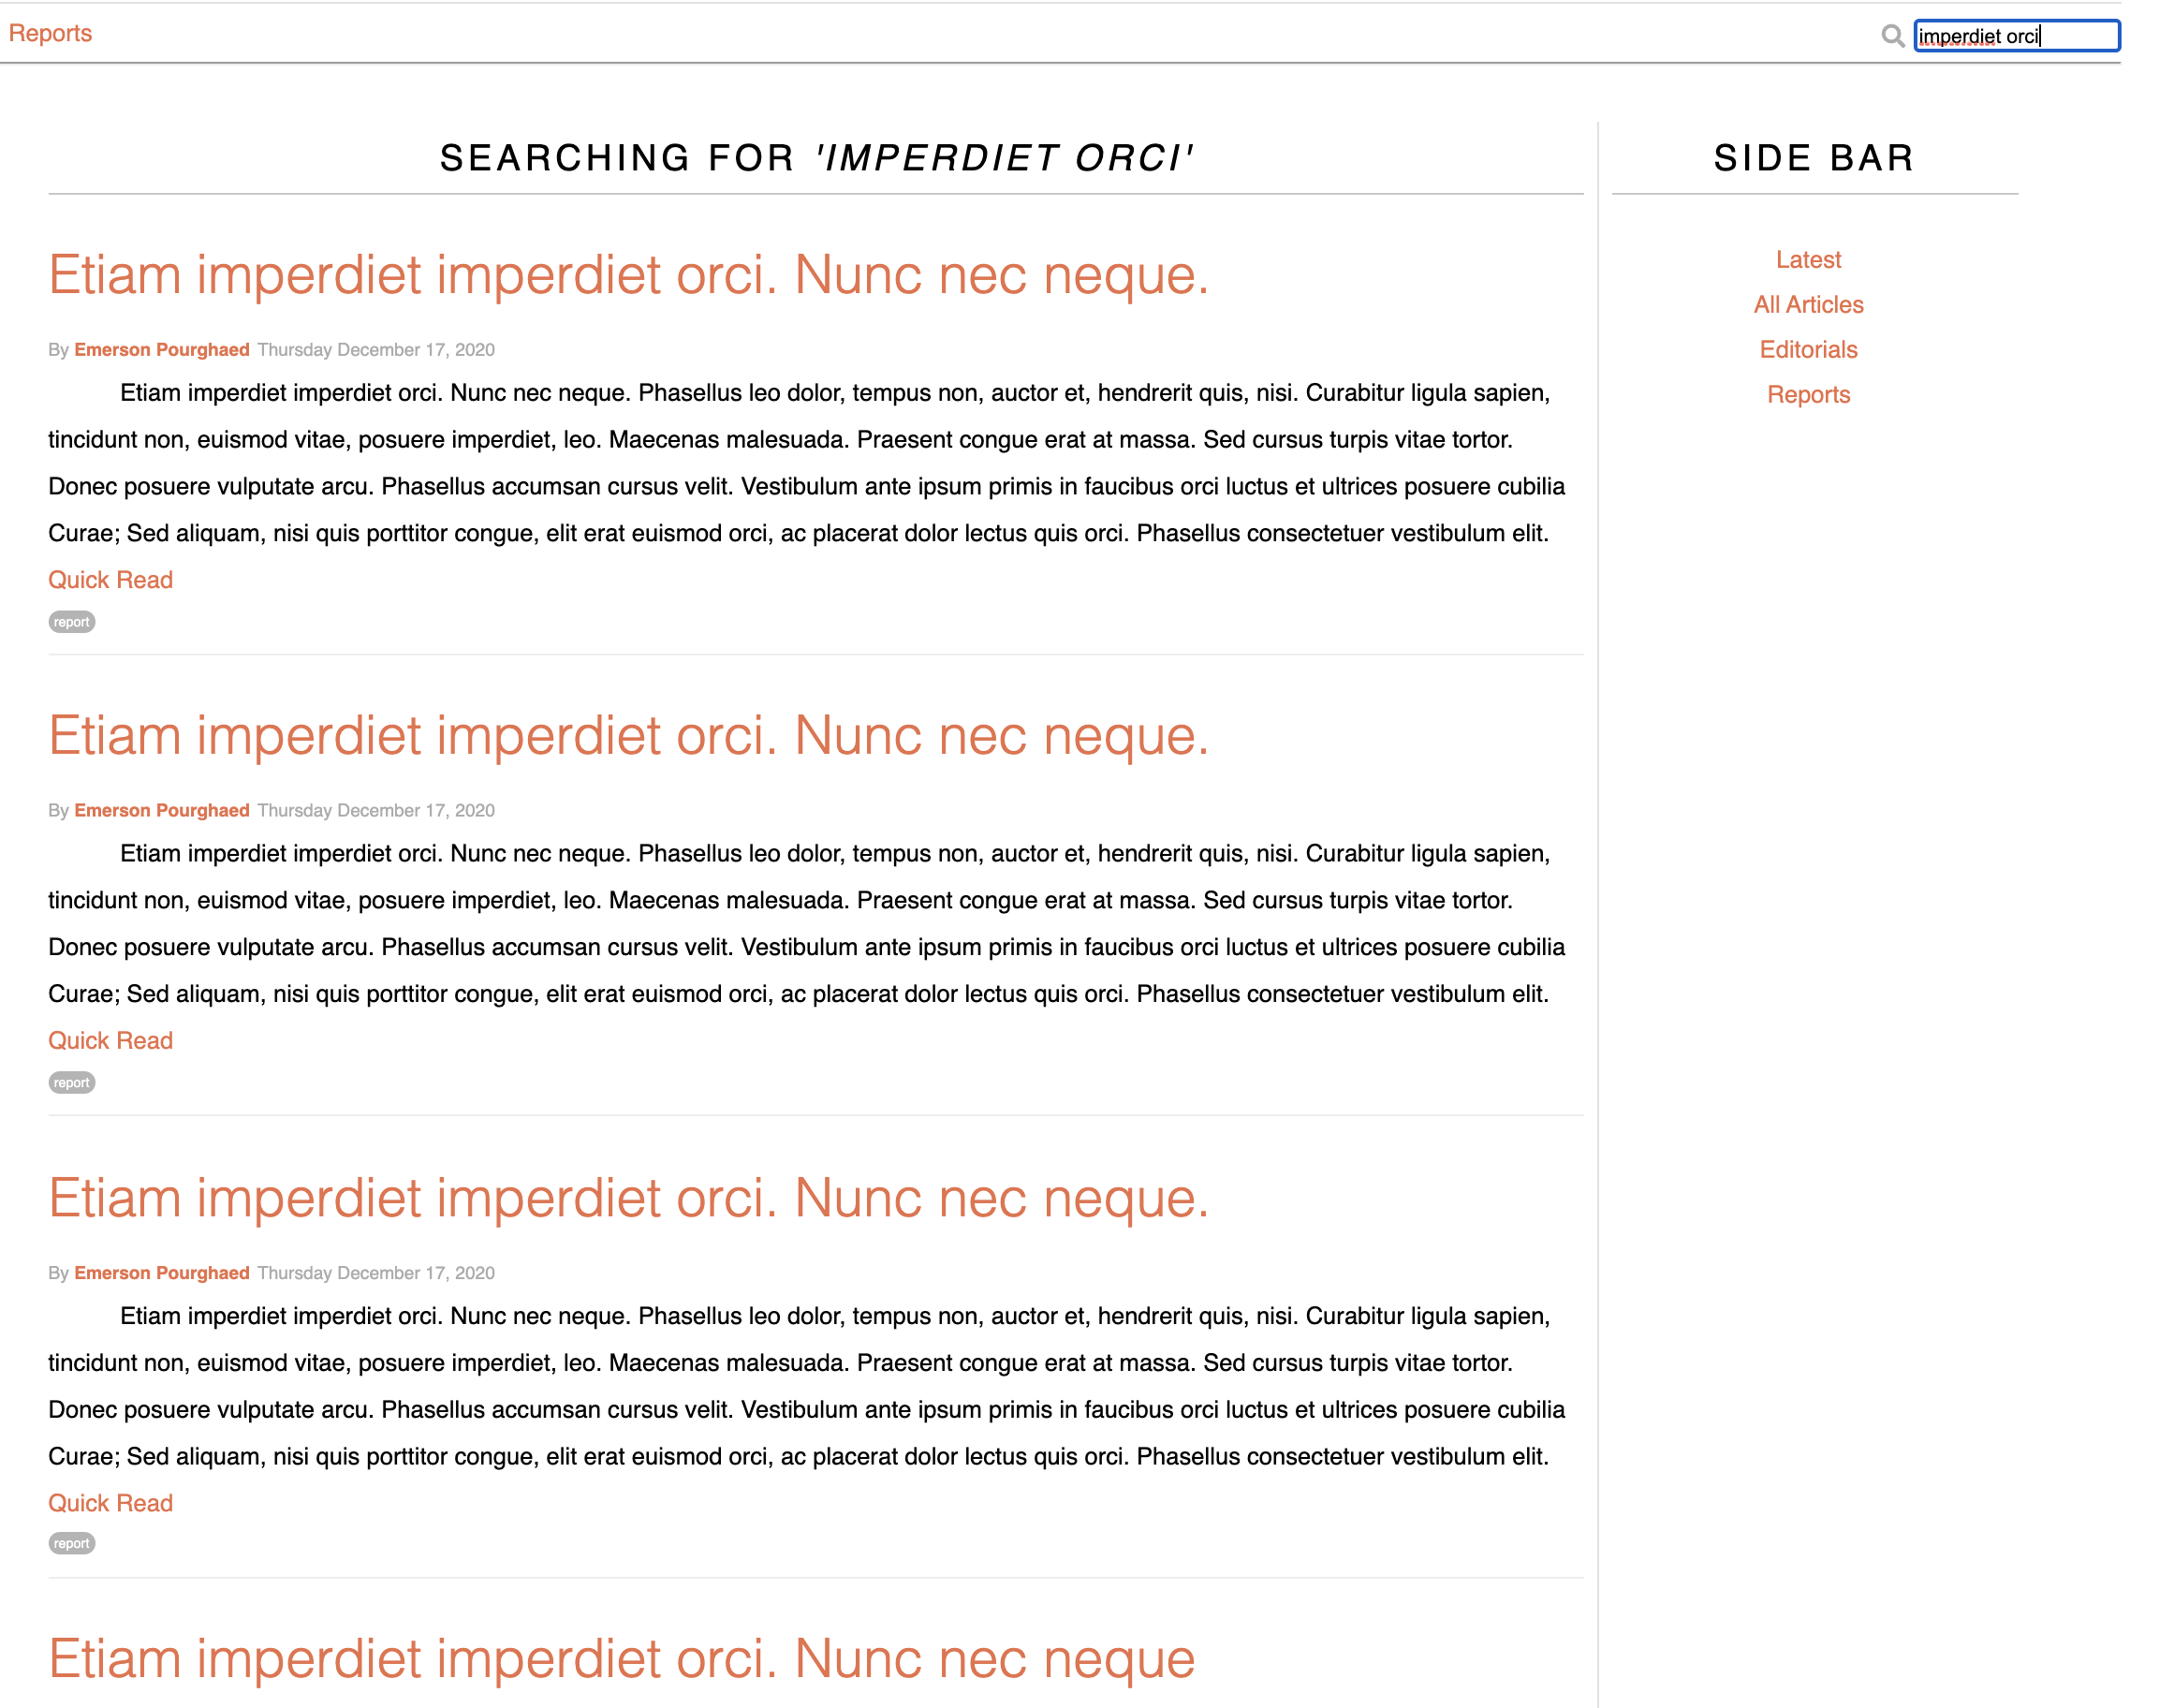 Reports
imperdiet orci
SEARCHING FOR 'IMPERDIET ORCI'
Etiam imperdiet imperdiet orci. Nunc nec neque.
By Emerson Pourghaed Thursday December 17, 2020
Etiam imperdiet imperdiet orci. Nunc nec neque. Phasellus leo dolor, tempus non, auctor et, hendrerit quis, nisi. Curabitur ligula sapien,
tincidunt non, euismod vitae, posuere imperdiet, leo. Maecenas malesuada. Praesent congue erat at massa. Sed cursus turpis vitae tortor.
Donec posuere vulputate arcu. Phasellus accumsan cursus velit. Vestibulum ante ipsum primis in faucibus orci luctus et ultrices posuere cubilia
Curae; Sed aliquam, nisi quis porttitor congue, elit erat euismod orci, ac placerat dolor lectus quis orci. Phasellus consectetuer vestibulum elit.
Quick Read
report
Etiam imperdiet imperdiet orci. Nunc nec neque.
By Emerson Pourghaed Thursday December 17, 2020
Etiam imperdiet imperdiet orci. Nunc nec neque. Phasellus leo dolor, tempus non, auctor et, hendrerit quis, nisi. Curabitur ligula sapien,
tincidunt non, euismod vitae, posuere imperdiet, leo. Maecenas malesuada. Praesent congue erat at massa. Sed cursus turpis vitae tortor.
Donec posuere vulputate arcu. Phasellus accumsan cursus velit. Vestibulum ante ipsum primis in faucibus orci luctus et ultrices posuere cubilia
Curae; Sed aliquam, nisi quis porttitor congue, elit erat euismod orci, ac placerat dolor lectus quis orci. Phasellus consectetuer vestibulum elit.
Quick Read
report
Etiam imperdiet imperdiet orci. Nunc nec neque.
By Emerson Pourghaed Thursday December 17, 2020
Etiam imperdiet imperdiet orci. Nunc nec neque. Phasellus leo dolor, tempus non, auctor et, hendrerit quis, nisi. Curabitur ligula sapien,
tincidunt non, euismod vitae, posuere imperdiet, leo. Maecenas malesuada. Praesent congue erat at massa. Sed cursus turpis vitae tortor.
Donec posuere vulputate arcu. Phasellus accumsan cursus velit. Vestibulum ante ipsum primis in faucibus orci luctus et ultrices posuere cubilia
Curae; Sed aliquam, nisi quis porttitor congue, elit erat euismod orci, ac placerat dolor lectus quis orci. Phasellus consectetuer vestibulum elit.
Quick Read
report
Etiam imperdiet imperdiet orci. Nunc nec neque
SIDE BAR
Latest
All Articles
Editorials
Reports